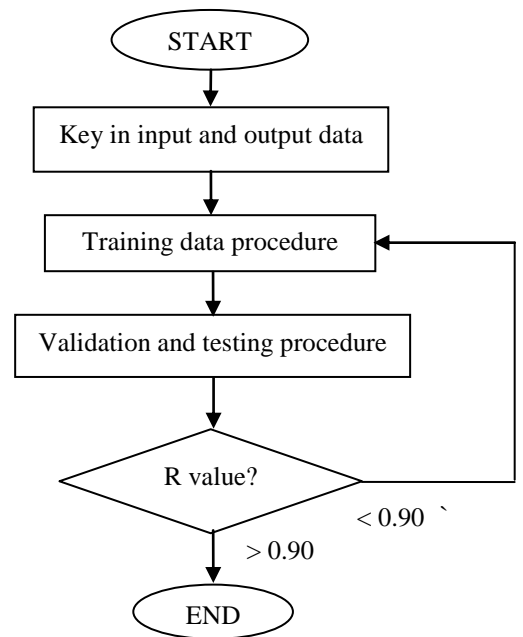 START
Key in input and output data
Training data procedure
Validation and testing procedure
R value?
< 0.90 `
> 0.90
END